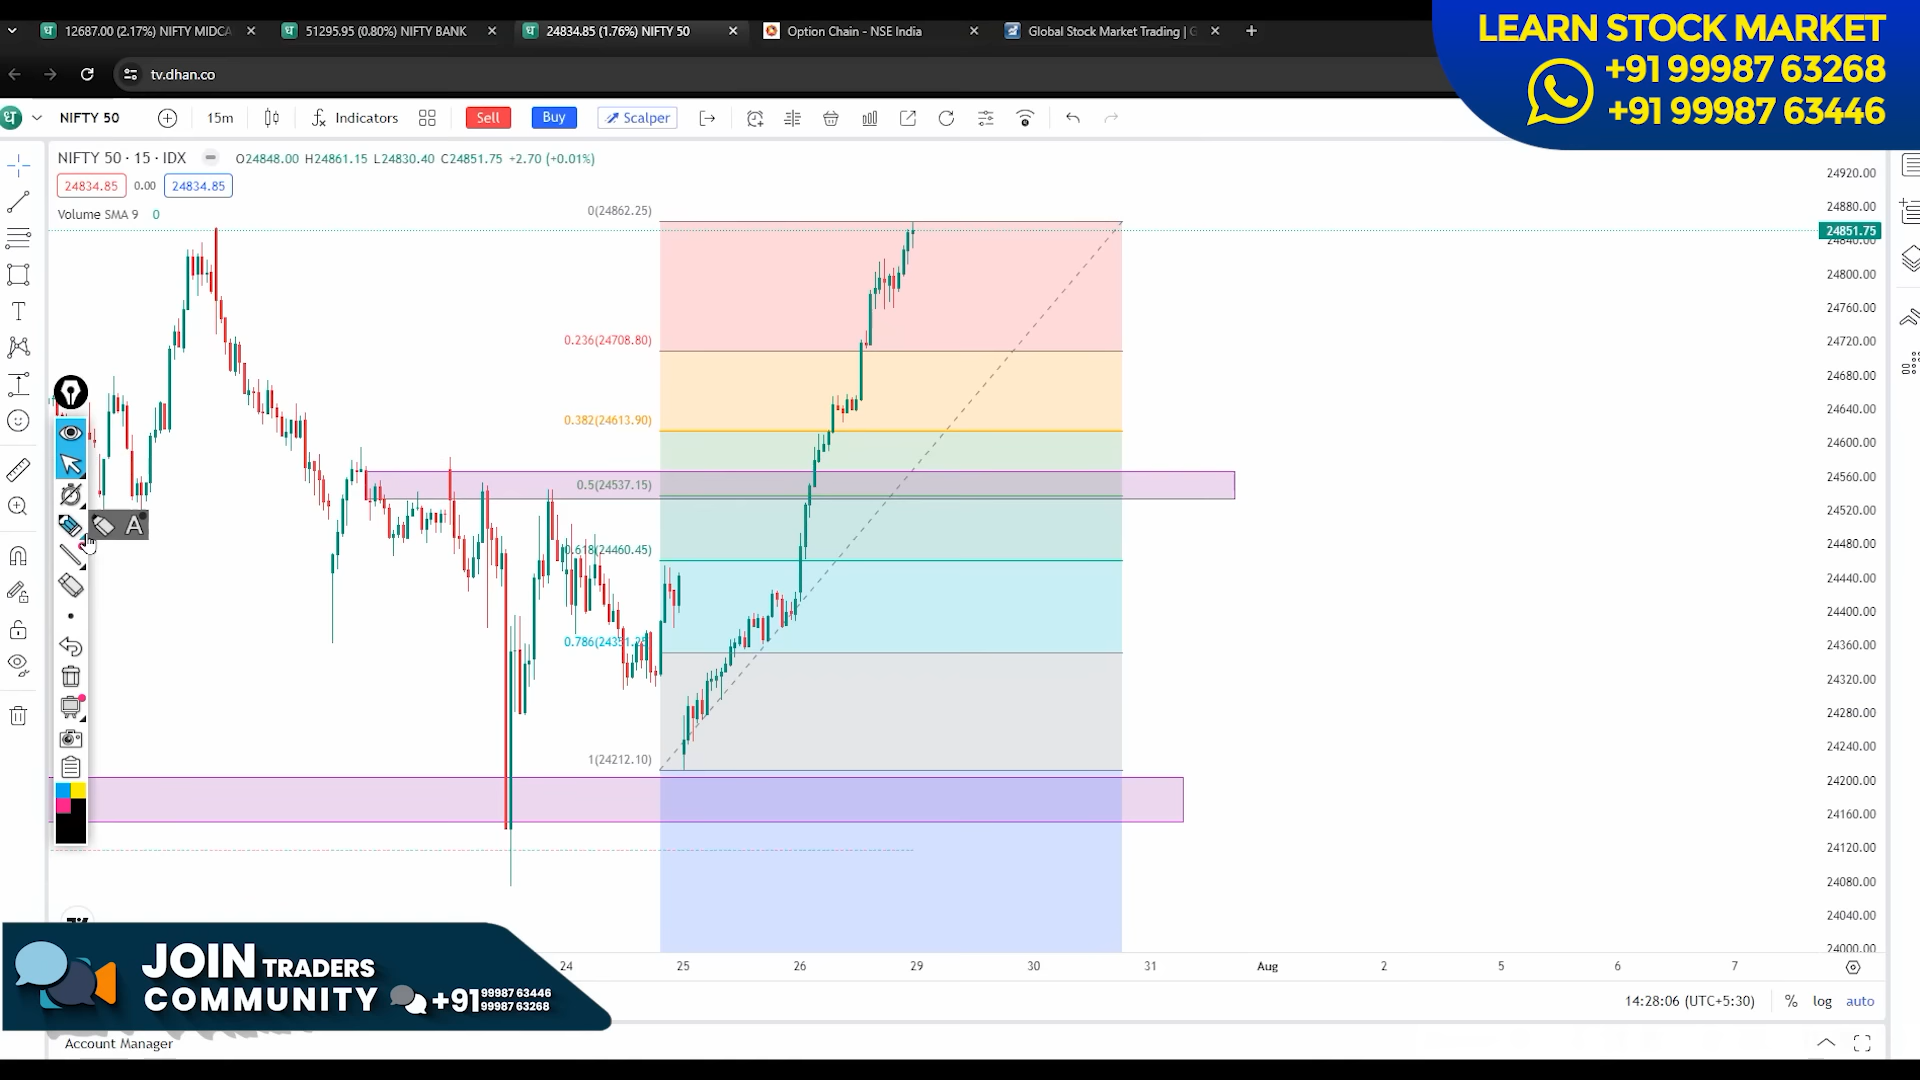 12687.00 (2.17%) NIFTY MIDCA
51295.95 (0.80%) NIFTY BANK
24834.85 (1.76%) NIFTY 50
Option Chain - NSE India
Global Stock Market Trading |
LEARN STOCK MARKET
+91 99987 63268
+91 99987 63446
tv.dhan.co
NIFTY 50
15m
Indicators
Sell
Buy
Scalper
NIFTY 50 · 15 · IDX
O24848.00 H24861.15 L24830.40 C24851.75 +2.70 (+0.01%)
24834.85 0.00 24834.85
Volume SMA 9 0
0(24862.25)
0.236(24708.80)
0.382(24613.90)
0.5(24537.15)
0.618(24460.45)
1(24212.10)
A
24920.00
24880.00
24851.75
24840.00
24800.00
24760.00
24720.00
24680.00
24640.00
24600.00
24560.00
24520.00
24480.00
24440.00
24400.00
24360.00
24320.00
24280.00
24240.00
24200.00
24160.00
24120.00
24080.00
24040.00
24000.00
24 25 26 29 30 31 Aug 2 5 6 7
14:28:06 (UTC+5:30) % log auto
JOIN TRADERS
COMMUNITY
+91 99987 63446
99987 63268
Account Manager